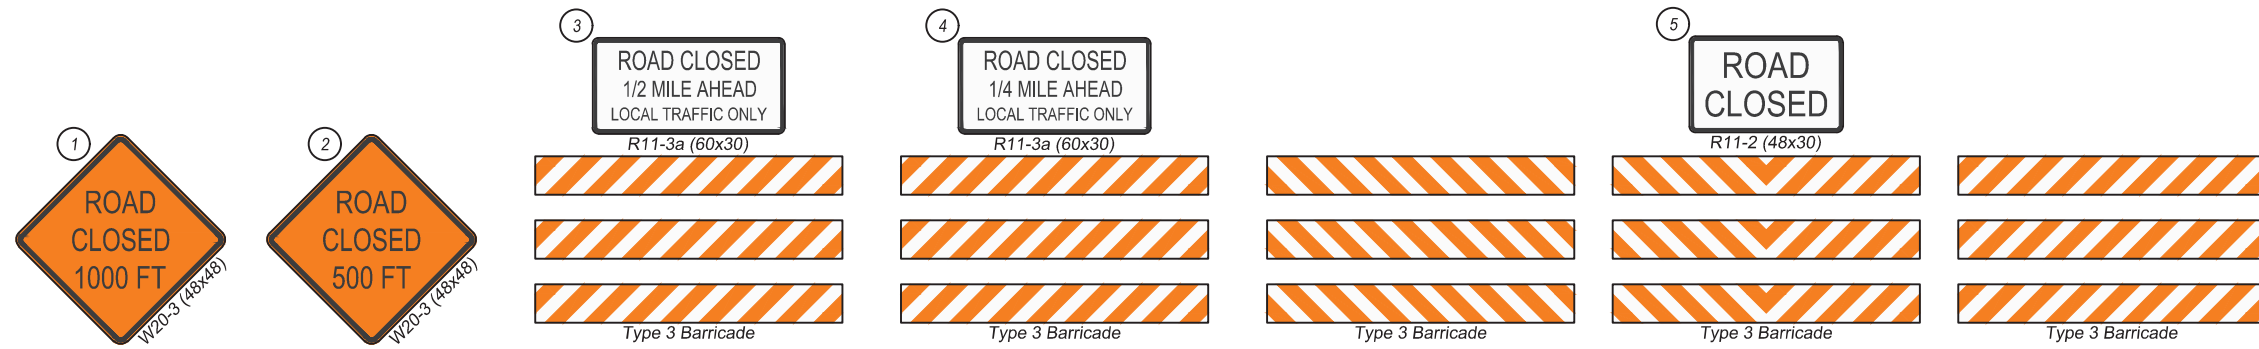 1
ROAD
CLOSED
1000 FT
W20-3 (48x48)
2
ROAD
CLOSED
500 FT
W20-3 (48x48)
3
ROAD CLOSED
1/2 MILE AHEAD
LOCAL TRAFFIC ONLY
R11-3a (60x30)
Type 3 Barricade
4
ROAD CLOSED
1/4 MILE AHEAD
LOCAL TRAFFIC ONLY
R11-3a (60x30)
Type 3 Barricade
Type 3 Barricade
5
ROAD
CLOSED
R11-2 (48x30)
Type 3 Barricade
Type 3 Barricade